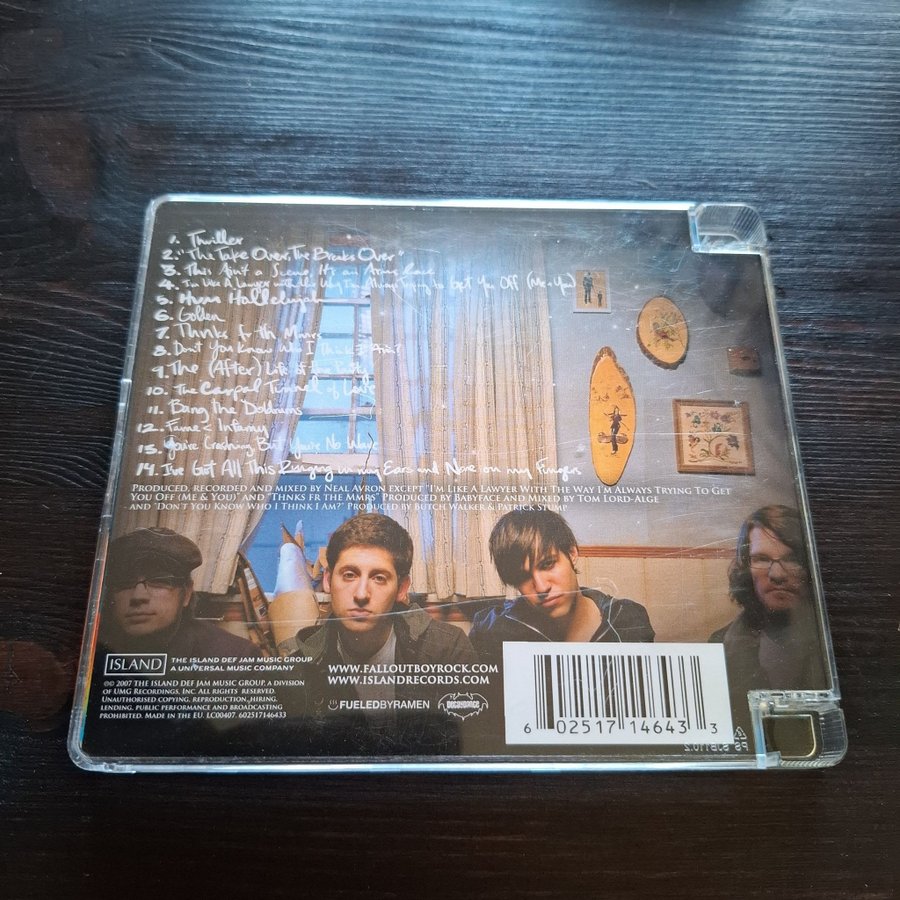 1. Thriller
2. "The Take Over, The Breaks Over"
3. This Ain't a Scene, It's an Arms Race
4. I'm Like A Lawyer with the Way I'm Always Trying to Get You Off (Me + You)
5. Hum Hallelujah
6. Golden
7. Thnks fr th Mmrs
8. Don't You Know Who I Think I Am?
9. The (After) Life of the Party
10. The Carpal Tunnel of Love
11. Bang The Doldrums
12. Fame < Infamy
13. You're Crashing, But You're No Wave
14. I've Got All This Ringing in my Ears and None on my Fingers
Produced, recorded and mixed by Neal Avron except "I'm Like A Lawyer With The Way I'm Always Trying To Get
You Off (Me & You)" and "Thnks Fr The Mmrs" Produced by Babyface and Mixed by Tom Lord-Alge
and "Don't You Know Who I Think I Am?" Produced by Butch Walker & Patrick Stump
ISLAND
THE ISLAND DEF JAM MUSIC GROUP
A UNIVERSAL MUSIC COMPANY
℗© 2007 The Island Def Jam Music Group, a division
of UMG Recordings, Inc. All rights reserved.
Unauthorised copying, reproduction, hiring,
lending, public performance and broadcasting
prohibited. Made in the EU. LC00407. 602517146433
www.falloutboyrock.com
www.islandrecords.com
FUELEDBYRAMEN
DECAYDANCE
6 02517 14643 3